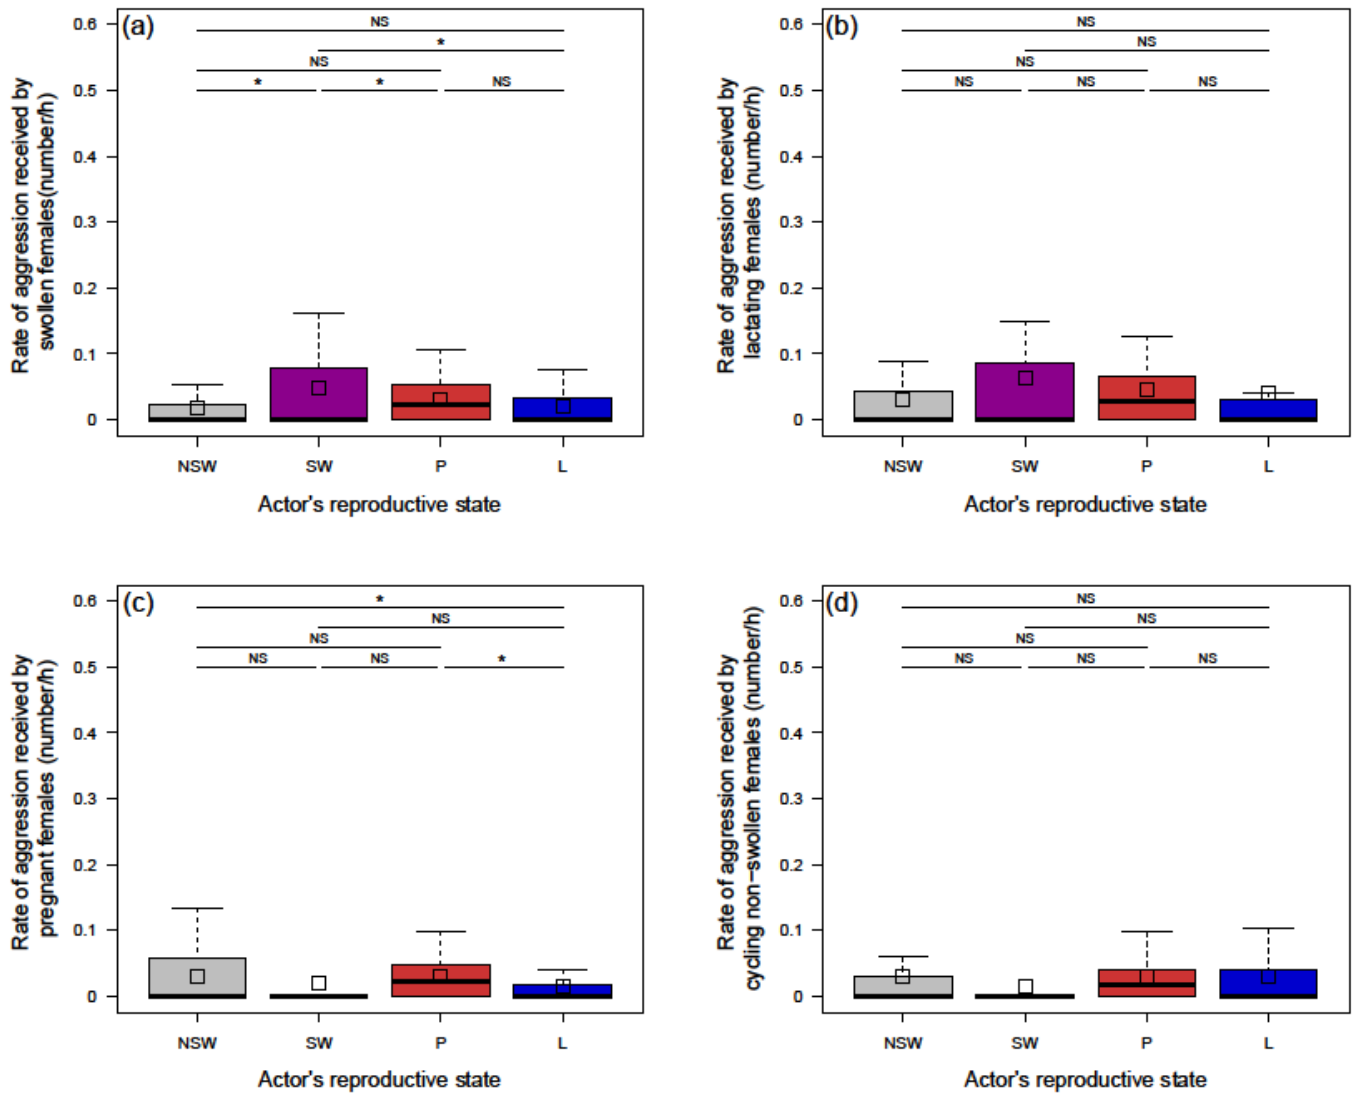 (a)
0.6
0.5
0.4
0.3
0.2
0.1
0
Rate of aggression received by
swollen females(number/h)
NS
*
NS
* * NS
NSW SW P L
Actor's reproductive state
(b)
0.6
0.5
0.4
0.3
0.2
0.1
0
Rate of aggression received by
lactating females (number/h)
NS
NS
NS
NS NS NS
NSW SW P L
Actor's reproductive state
(c)
0.6
0.5
0.4
0.3
0.2
0.1
0
Rate of aggression received by
pregnant females (number/h)
*
NS
NS
NS NS *
NSW SW P L
Actor's reproductive state
(d)
0.6
0.5
0.4
0.3
0.2
0.1
0
Rate of aggression received by
cycling non−swollen females (number/h)
NS
NS
NS
NS NS NS
NSW SW P L
Actor's reproductive state